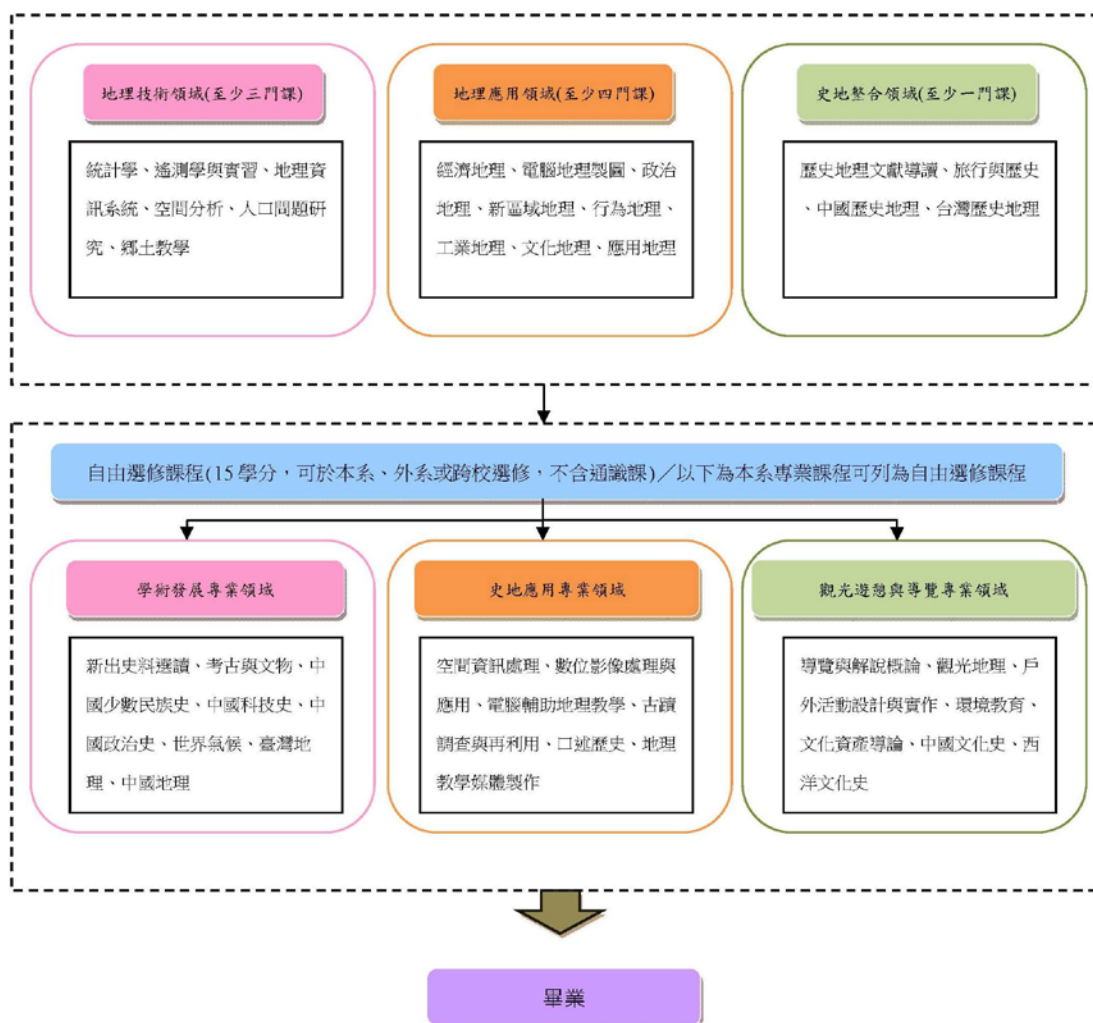 地理技術領域(至少三門課)
統計學、遙測學與實習、地理資
訊系統、空間分析、人口問題研
究、鄉土教學
地理應用領域(至少四門課)
經濟地理、電腦地理製圖、政治
地理、新區域地理、行為地理、
工業地理、文化地理、應用地理
史地整合領域(至少一門課)
歷史地理文獻導讀、旅行與歷史
、中國歷史地理、台灣歷史地理
自由選修課程(15 學分，可於本系、外系或跨校選修，不含通識課)／以下為本系專業課程可列為自由選修課程
學術發展專業領域
新出史料選讀、考古與文物、中
國少數民族史、中國科技史、中
國政治史、世界氣候、臺灣地
理、中國地理
史地應用專業領域
空間資訊處理、數位影像處理與
應用、電腦輔助地理教學、古蹟
調查與再利用、口述歷史、地理
教學媒體製作
觀光遊憩與導覽專業領域
導覽與解說概論、觀光地理、戶
外活動設計與實作、環境教育、
文化資產導論、中國文化史、西
洋文化史
畢業